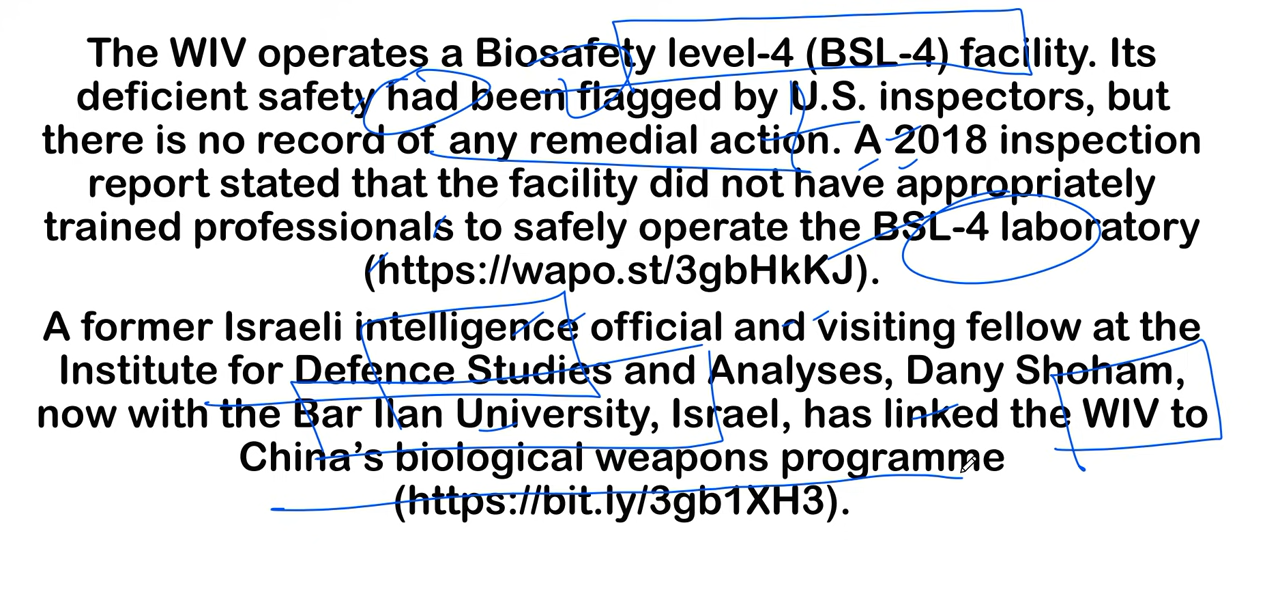 The WIV operates a Biosafety level-4 (BSL-4) facility. Its
deficient safety had been flagged by U.S. inspectors, but
there is no record of any remedial action. A 2018 inspection
report stated that the facility did not have appropriately
trained professionals to safely operate the BSL-4 laboratory
(https://wapo.st/3gbHkKJ).
A former Israeli intelligence official and visiting fellow at the
Institute for Defence Studies and Analyses, Dany Shoham,
now with the Bar Ilan University, Israel, has linked the WIV to
China's biological weapons programme
(https://bit.ly/3gb1XH3).